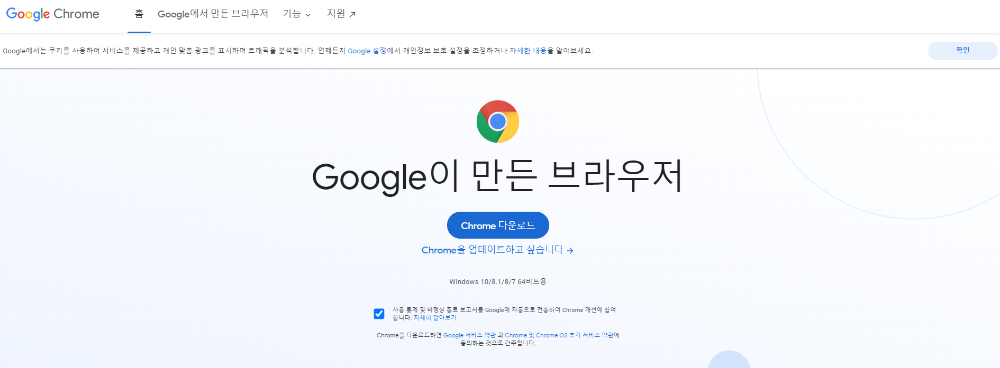 Google Chrome
홈
Google에서 만든 브라우저
기능
지원
Google에서는 쿠키를 사용하여 서비스를 제공하고 개인 맞춤 광고를 표시하며 트래픽을 분석합니다. 언제든지 Google 설정에서 개인정보 보호 설정을 조정하거나 자세한 내용을 알아보세요.
확인
Google이 만든 브라우저
Chrome 다운로드
Chrome을 업데이트하고 싶습니다
Windows 10/8.1/8/7 64비트용
사용 통계 및 비정상 종료 보고서를 Google에 자동으로 전송하여 Chrome 개선에 참여
합니다. 자세히 알아보기
Chrome을 다운로드하면 Google 서비스 약관 과 Chrome 및 Chrome OS 추가 서비스 약관에
동의하는 것으로 간주됩니다.